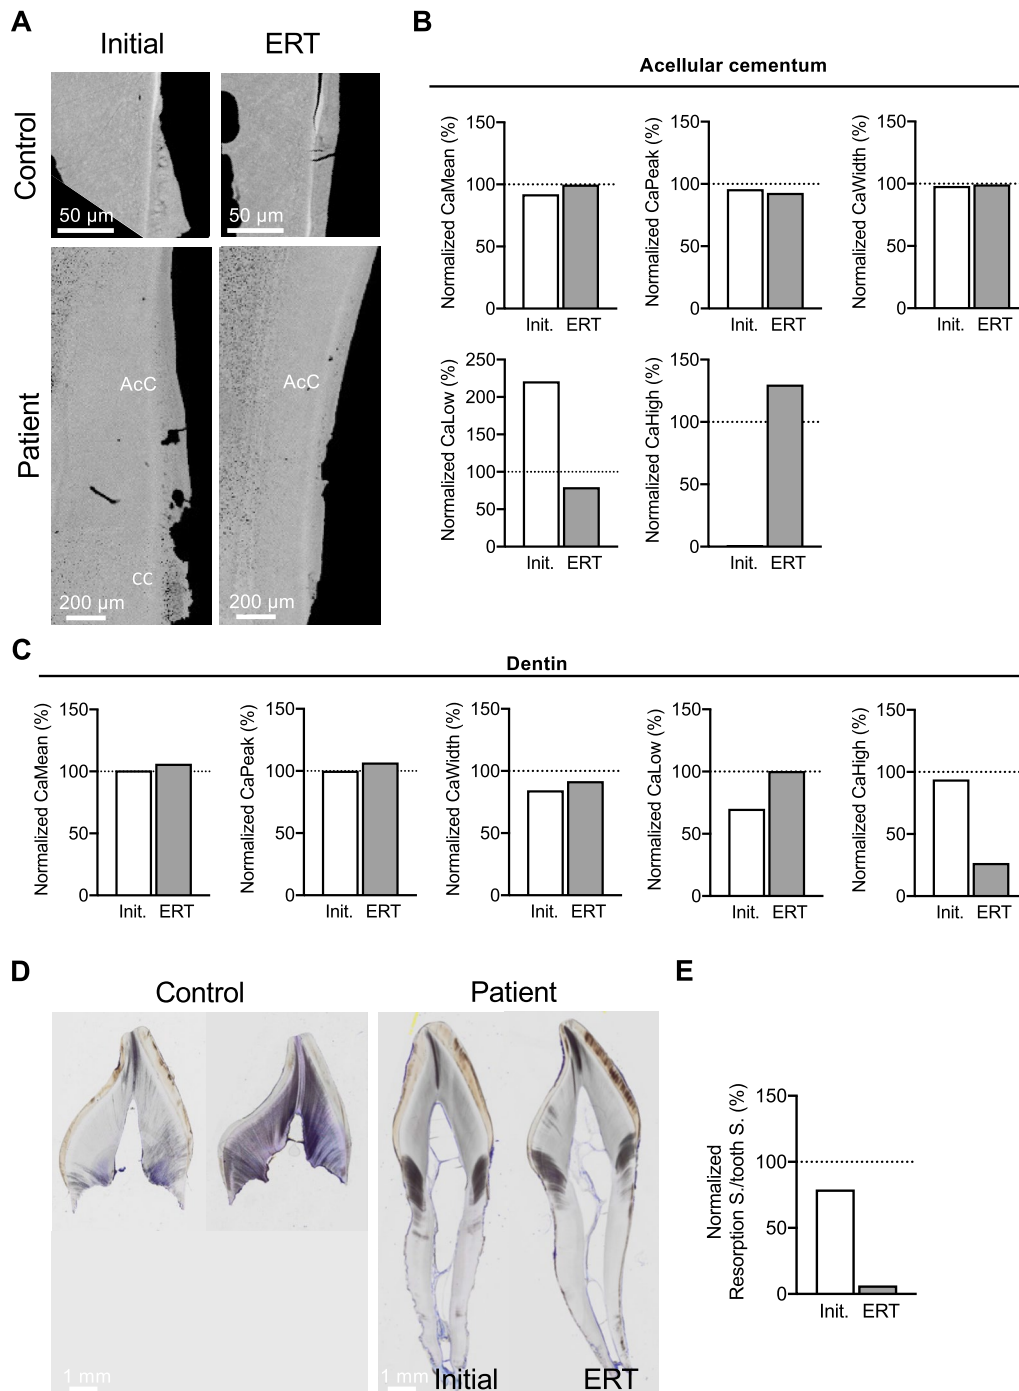 A
Initial
ERT
Control
50 µm
50 µm
Patient
AcC
CC
200 µm
AcC
200 µm
B
Acellular cementum
Normalized CaMean (%)
150
100
50
0
Init.
ERT
Normalized CaPeak (%)
150
100
50
0
Init.
ERT
Normalized CaWidth (%)
150
100
50
0
Init.
ERT
Normalized CaLow (%)
250
200
150
100
50
0
Init.
ERT
Normalized CaHigh (%)
150
100
50
0
Init.
ERT
C
Dentin
Normalized CaMean (%)
150
100
50
0
Init.
ERT
Normalized CaPeak (%)
150
100
50
0
Init.
ERT
Normalized CaWidth (%)
150
100
50
0
Init.
ERT
Normalized CaLow (%)
150
100
50
0
Init.
ERT
Normalized CaHigh (%)
150
100
50
0
Init.
ERT
D
Control
Patient
1 mm
1 mm
Initial
ERT
E
Normalized
Resorption S./tooth S. (%)
150
100
50
0
Init.
ERT